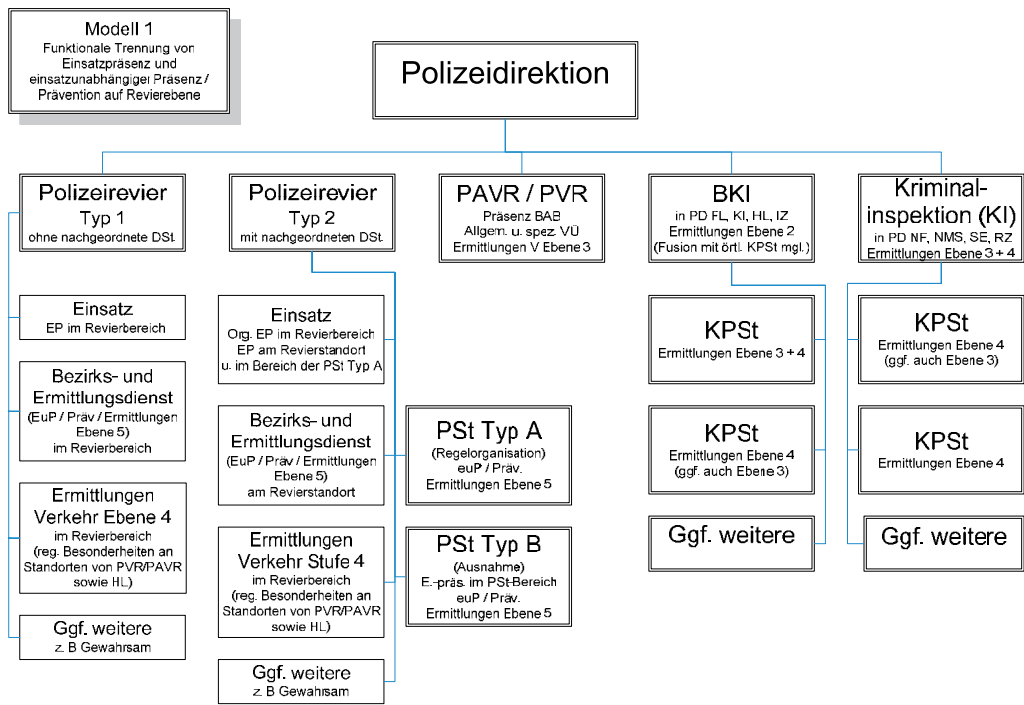 Modell 1
Funktionale Trennung von
Einsatzpräsenz und
einsatzunabhängiger Präsenz /
Prävention auf Revierebene
Polizeidirektion
Polizeirevier
Typ 1
ohne nachgeordnete DSt.
Polizeirevier
Typ 2
mit nachgeordneten DSt.
PAVR / PVR
Präsenz BAB
Allgem. u. spez. VÜ
Ermittlungen V Ebene 3
BKI
in PD FL, KI, HL, IZ
Ermittlungen Ebene 2
(Fusion mit örtl. KPSt mgl.)
Kriminal-
inspektion (KI)
in PD NF, NMS, SE, RZ
Ermittlungen Ebene 3 + 4
Einsatz
EP im Revierbereich
Bezirks- und
Ermittlungsdienst
(EuP / Präv / Ermittlungen
Ebene 5)
im Revierbereich
Ermittlungen
Verkehr Ebene 4
im Revierbereich
(reg. Besonderheiten an
Standorten von PVR/PAVR
sowie HL)
Ggf. weitere
z. B Gewahrsam
Einsatz
Org. EP im Revierbereich
EP am Revierstandort
u. im Bereich der PSt Typ A
Bezirks- und
Ermittlungsdienst
(EuP / Präv / Ermittlungen
Ebene 5)
am Revierstandort
Ermittlungen
Verkehr Stufe 4
im Revierbereich
(reg. Besonderheiten an
Standorten von PVR/PAVR
sowie HL)
Ggf. weitere
z. B Gewahrsam
PSt Typ A
(Regelorganisation)
euP / Präv.
Ermittlungen Ebene 5
PSt Typ B
(Ausnahme)
E.-präs. im PSt-Bereich
euP / Präv.
Ermittlungen Ebene 5
KPSt
Ermittlungen Ebene 3 + 4
KPSt
Ermittlungen Ebene 4
(ggf. auch Ebene 3)
Ggf. weitere
KPSt
Ermittlungen Ebene 4
(ggf. auch Ebene 3)
KPSt
Ermittlungen Ebene 4
Ggf. weitere